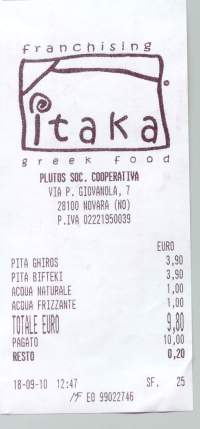 franchising
itaka
greek food
PLUTOS SOC. COOPERATIVA
VIA P. GIOVANOLA, 7
28100 NOVARA (NO)
P.IVA 02221950039
EURO
PITA GHIROS 3,90
PITA BIFTEKI 3,90
ACQUA NATURALE 1,00
ACQUA FRIZZANTE 1,00
TOTALE EURO 9,80
PAGATO 10,00
RESTO 0,20
18-09-10 12:47 SF. 25
MF EO 99022746